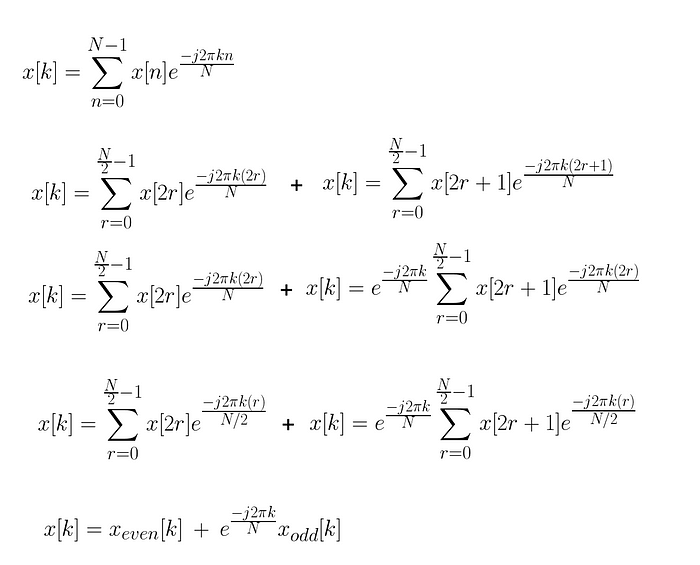 $x[k] = \sum_{n=0}^{N-1} x[n]e^{\frac{-j2\pi kn}{N}}$
$x[k] = \sum_{r=0}^{\frac{N}{2}-1} x[2r]e^{\frac{-j2\pi k(2r)}{N}}$ + $x[k] = \sum_{r=0}^{\frac{N}{2}-1} x[2r+1]e^{\frac{-j2\pi k(2r+1)}{N}}$
$x[k] = \sum_{r=0}^{\frac{N}{2}-1} x[2r]e^{\frac{-j2\pi k(2r)}{N}}$ + $x[k] = e^{\frac{-j2\pi k}{N}} \sum_{r=0}^{\frac{N}{2}-1} x[2r+1]e^{\frac{-j2\pi k(2r)}{N}}$
$x[k] = \sum_{r=0}^{\frac{N}{2}-1} x[2r]e^{\frac{-j2\pi k(r)}{N/2}}$ + $x[k] = e^{\frac{-j2\pi k}{N}} \sum_{r=0}^{\frac{N}{2}-1} x[2r+1]e^{\frac{-j2\pi k(r)}{N/2}}$
$x[k] = x_{even}[k] + e^{\frac{-j2\pi k}{N}} x_{odd}[k]$